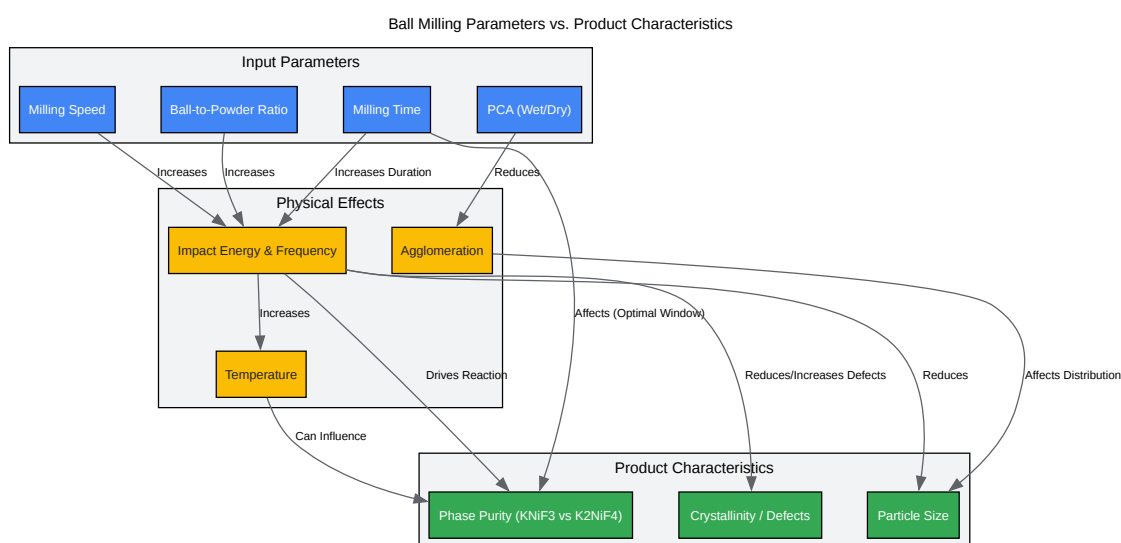 Ball Milling Parameters vs. Product Characteristics
Input Parameters
Milling Speed
Ball-to-Powder Ratio
Milling Time
PCA (Wet/Dry)
Increases
Increases
Increases Duration
Reduces
Physical Effects
Impact Energy & Frequency
Agglomeration
Increases
Affects (Optimal Window)
Temperature
Drives Reaction
Reduces/Increases Defects
Reduces
Affects Distribution
Can Influence
Product Characteristics
Phase Purity (KNiF3 vs K2NiF4)
Crystallinity / Defects
Particle Size